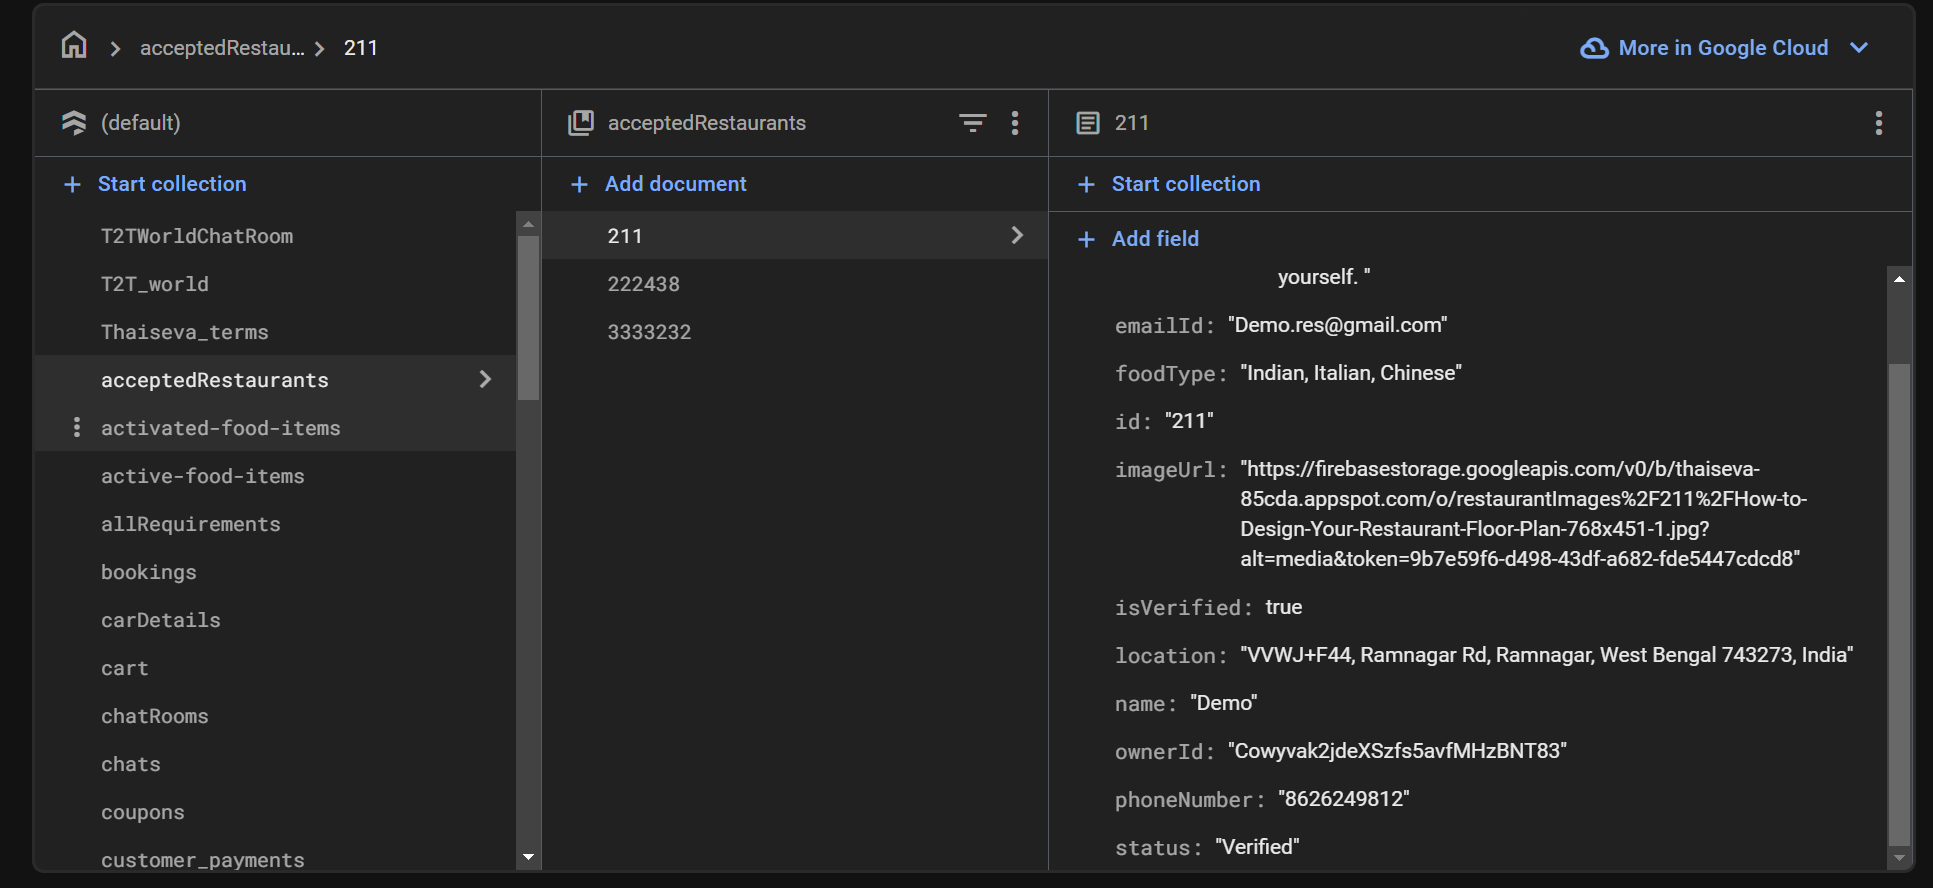 acceptedRestau...
211
More in Google Cloud
(default)
acceptedRestaurants
211
Start collection
Add document
Start collection
Add field
T2TWorldChatRoom
T2T_world
Thaiseva_terms
acceptedRestaurants
activated-food-items
active-food-items
allRequirements
bookings
carDetails
cart
chatRooms
chats
coupons
customer_payments
211
222438
3333232
yourself. "
emailId: "Demo.res@gmail.com"
foodType: "Indian, Italian, Chinese"
id: "211"
imageUrl: "https://firebasestorage.googleapis.com/v0/b/thaiseva-
85cda.appspot.com/o/restaurantImages%2F211%2FHow-to-
Design-Your-Restaurant-Floor-Plan-768x451-1.jpg?
alt=media&token=9b7e59f6-d498-43df-a682-fde5447cdcd8"
isVerified: true
location: "VVWJ+F44, Ramnagar Rd, Ramnagar, West Bengal 743273, India"
name: "Demo"
ownerId: "Cowyvak2jdeXSzfs5avfMHzBNT83"
phoneNumber: "8626249812"
status: "Verified"